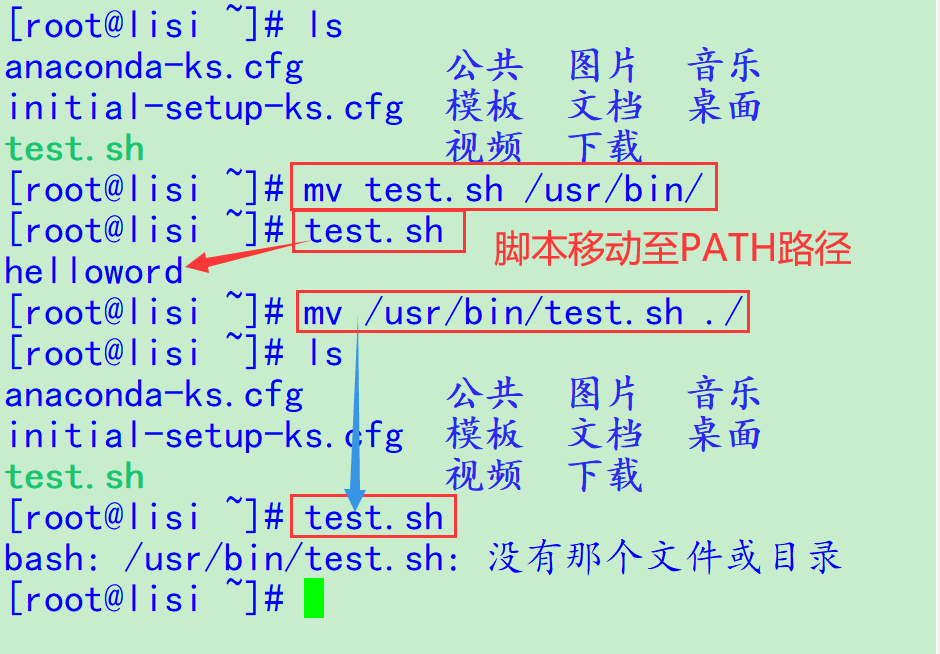 [root@lisi ~]# ls
anaconda-ks.cfg 公共 图片 音乐
initial-setup-ks.cfg 模板 文档 桌面
test.sh 视频 下载
[root@lisi ~]# mv test.sh /usr/bin/
[root@lisi ~]# test.sh
脚本移动至PATH路径
helloword
[root@lisi ~]# mv /usr/bin/test.sh ./
[root@lisi ~]# ls
anaconda-ks.cfg 公共 图片 音乐
initial-setup-ks.cfg 模板 文档 桌面
test.sh 视频 下载
[root@lisi ~]# test.sh
bash: /usr/bin/test.sh: 没有那个文件或目录
[root@lisi ~]#